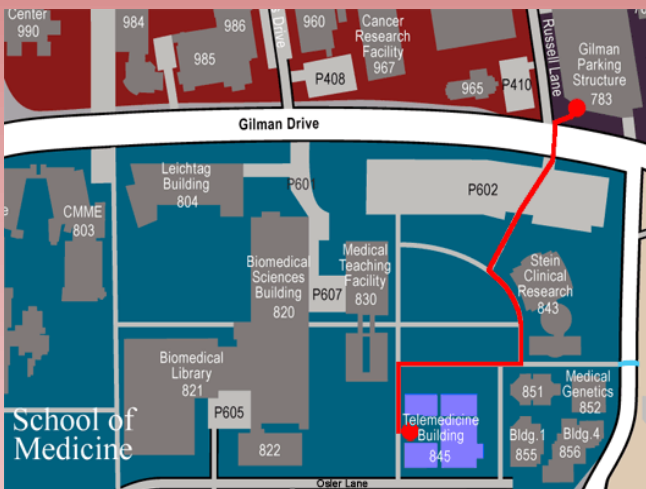 Center
990
984
986
985
s Drive
960
Cancer
Research
Facility
967
P408
965
P410
Russell Lane
Gilman
Parking
Structure
783
Gilman Drive
Leichtag
Building
804
P601
P602
CMME
803
Biomedical
Sciences
Building
820
Medical
Teaching
Facility
830
P607
Stein
Clinical
Research
843
Biomedical
Library
821
P605
822
851
Medical
Genetics
852
Telemedicine
Building
845
Bldg.1
855
Bldg.4
856
School of
Medicine
Osler Lane